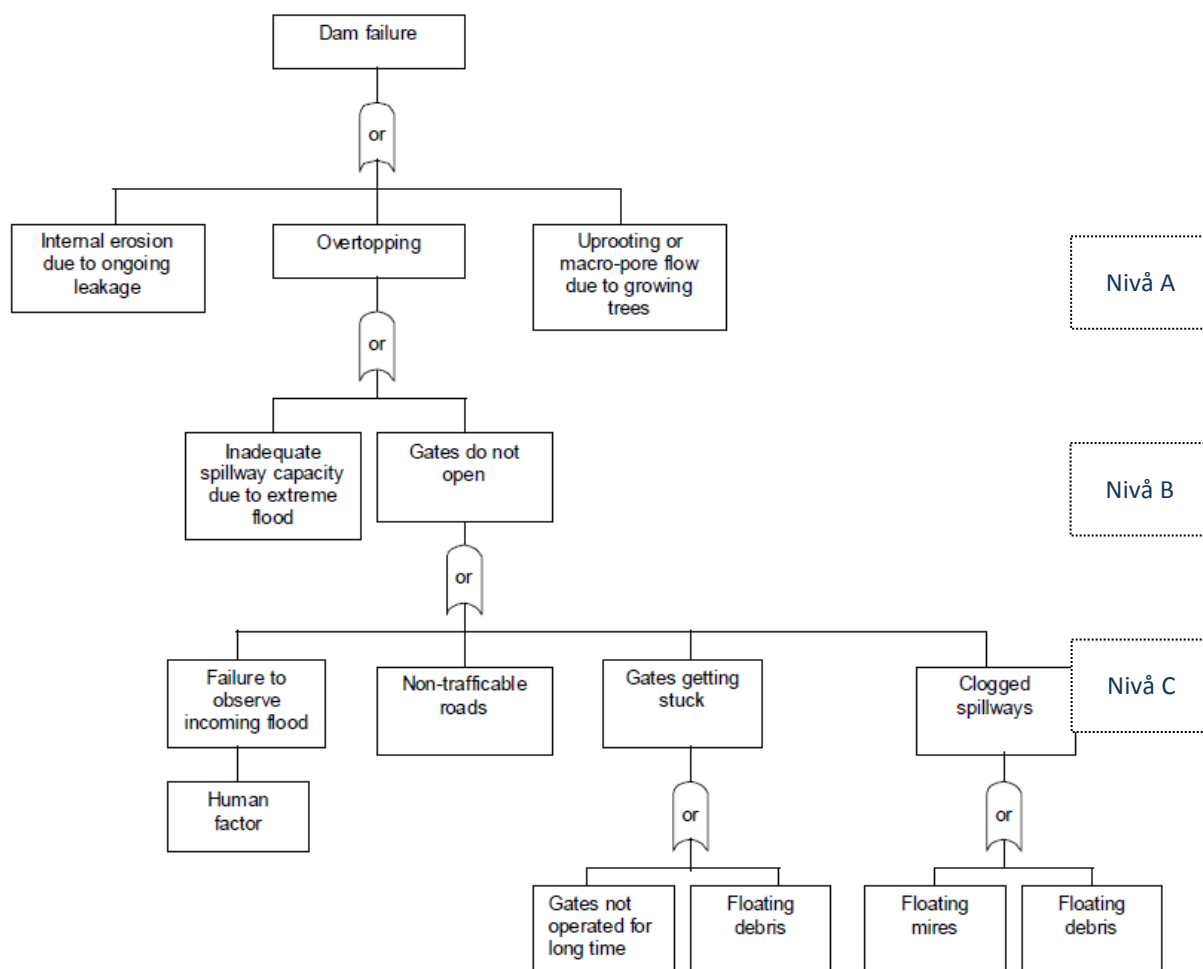 Dam failure
or
Internal erosion
due to ongoing
leakage
Overtopping
Uprooting or
macro-pore flow
due to growing
trees
Nivå A
or
Inadequate
spillway capacity
due to extreme
flood
Gates do not
open
Nivå B
or
Failure to
observe
incoming flood
Non-trafficable
roads
Gates getting
stuck
Clogged
spillways
Nivå C
Human
factor
or
or
Gates not
operated for
long time
Floating
debris
Floating
mires
Floating
debris